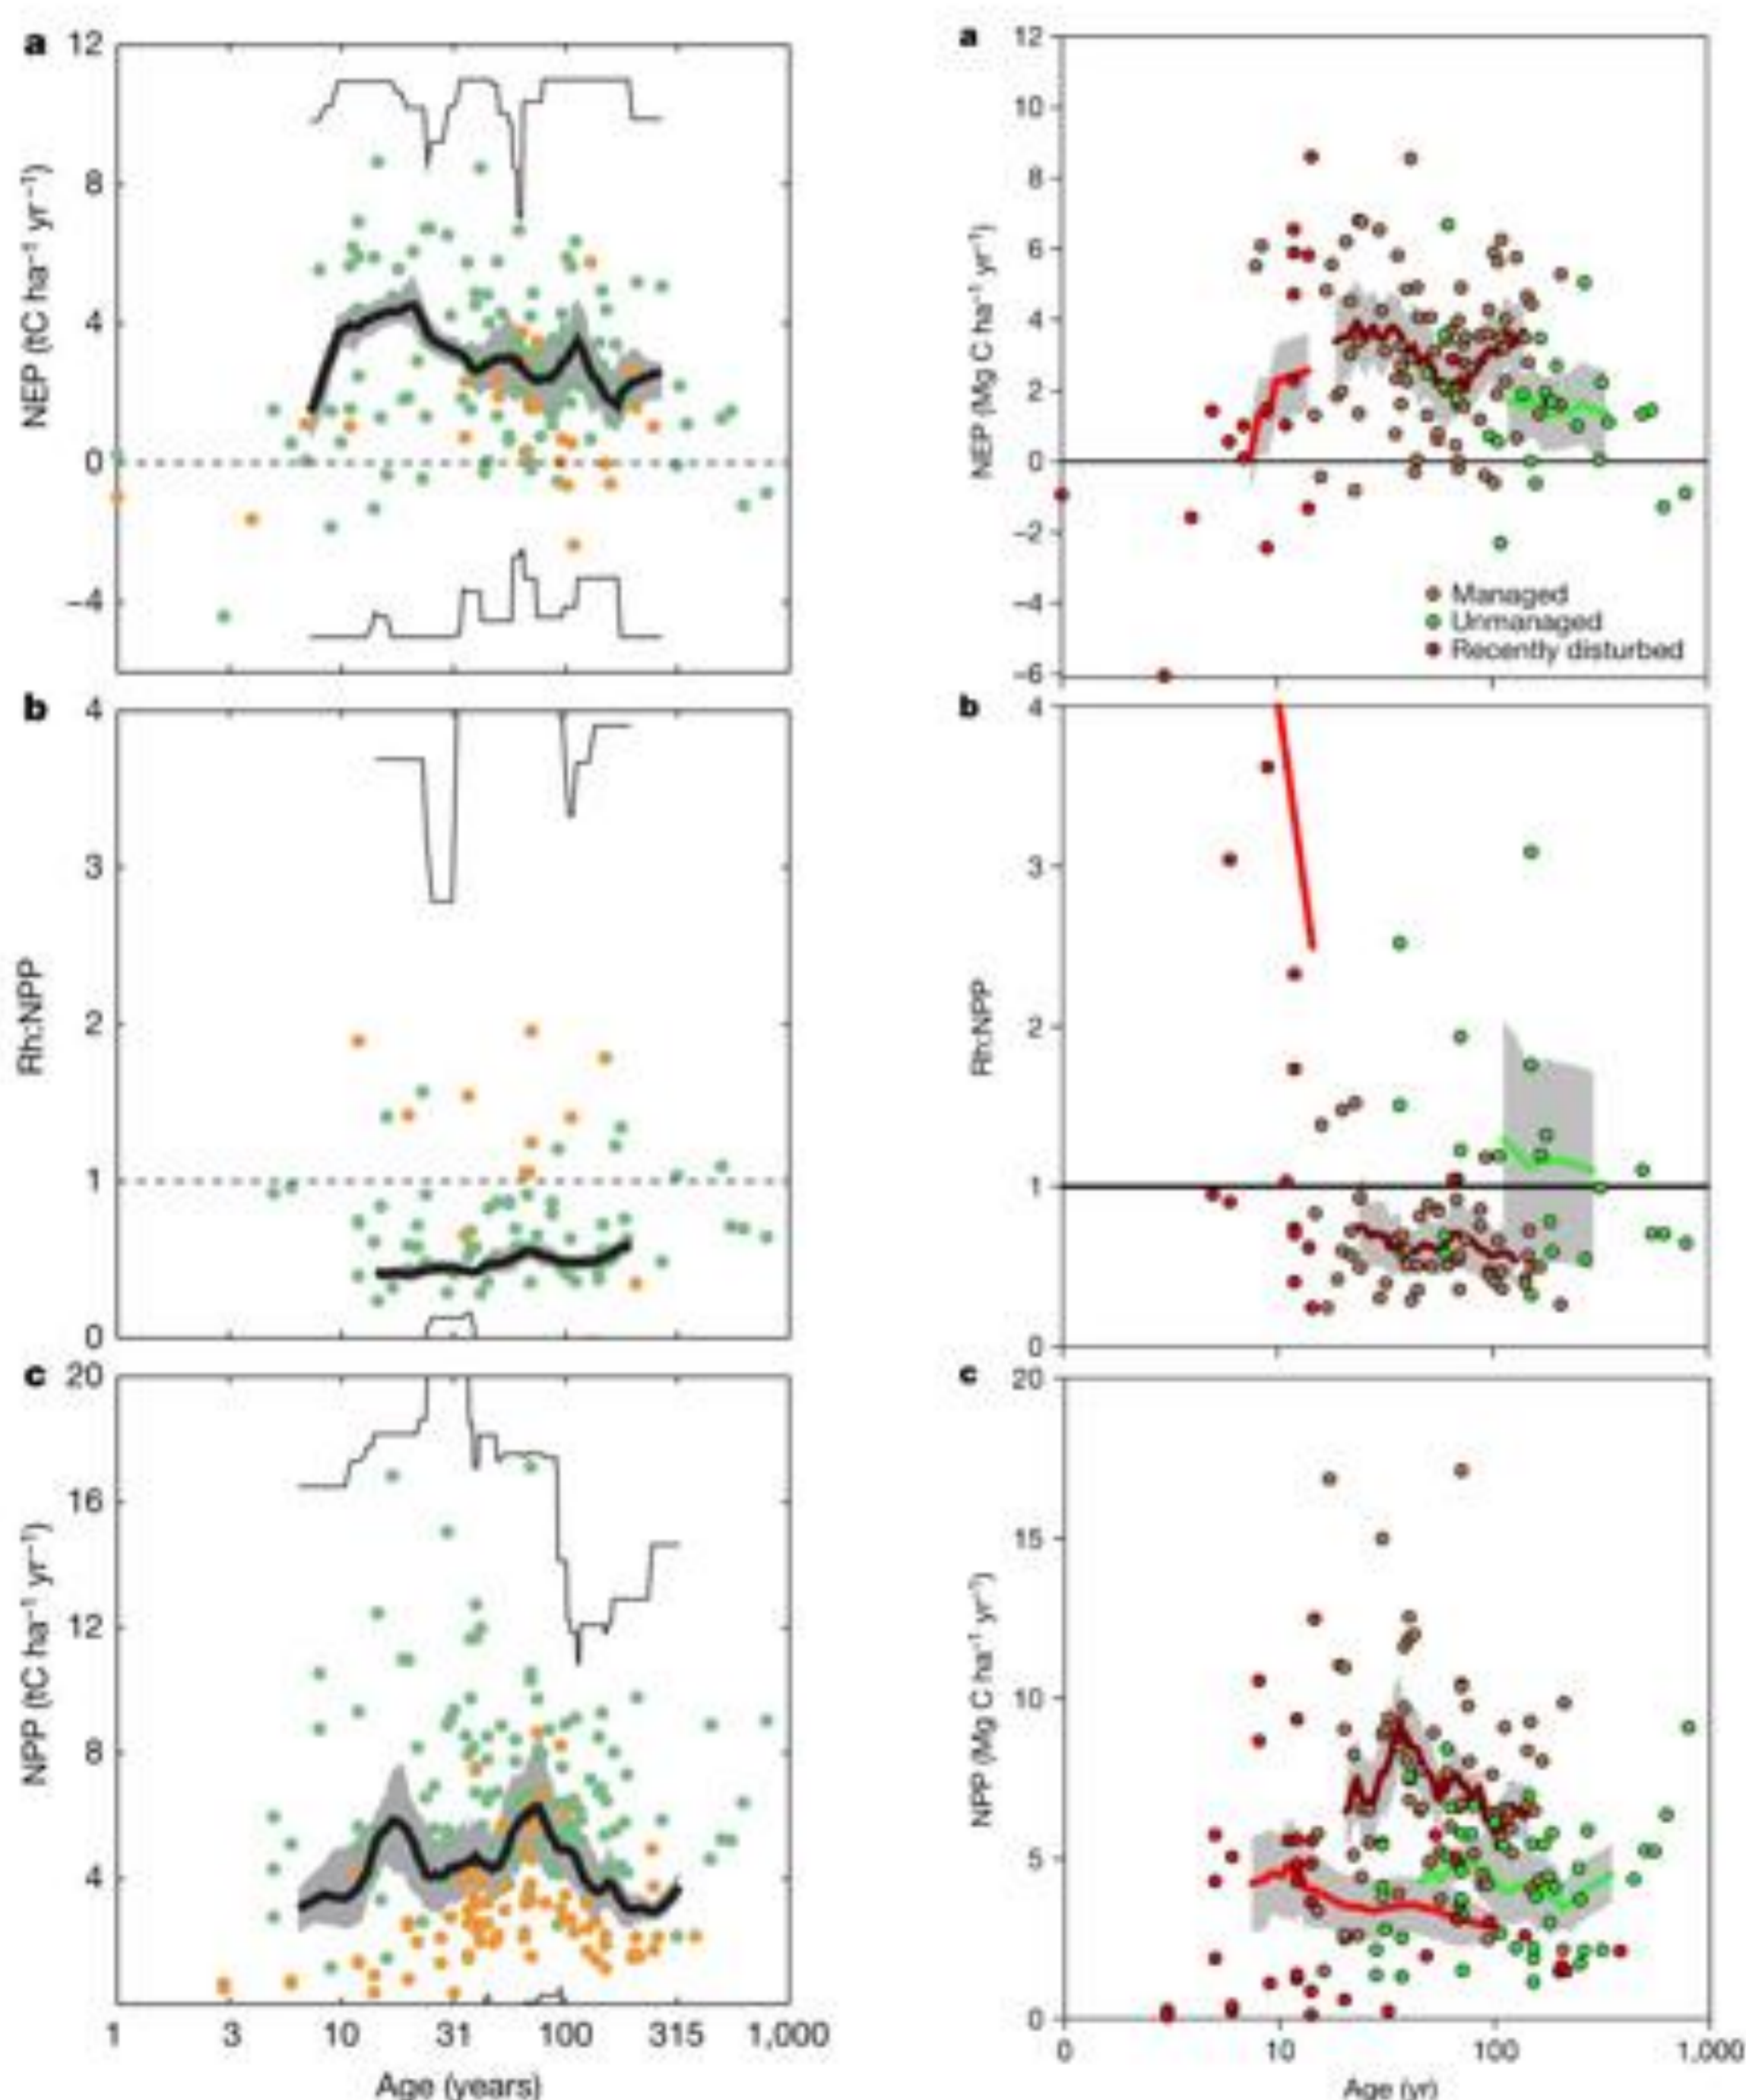 a
12
8
4
0
−4
NEP (tC ha⁻¹ yr⁻¹)
b
4
3
2
1
0
Rh:NPP
c
20
16
12
8
4
NPP (tC ha⁻¹ yr⁻¹)
1 3 10 31 100 315 1,000
Age (years)
a
12
10
8
6
4
2
0
−2
−4
−6
NEP (Mg C ha⁻¹ yr⁻¹)
Managed
Unmanaged
Recently disturbed
b
4
3
2
1
0
Rh:NPP
c
20
15
10
5
0
NPP (Mg C ha⁻¹ yr⁻¹)
0 10 100 1,000
Age (yr)